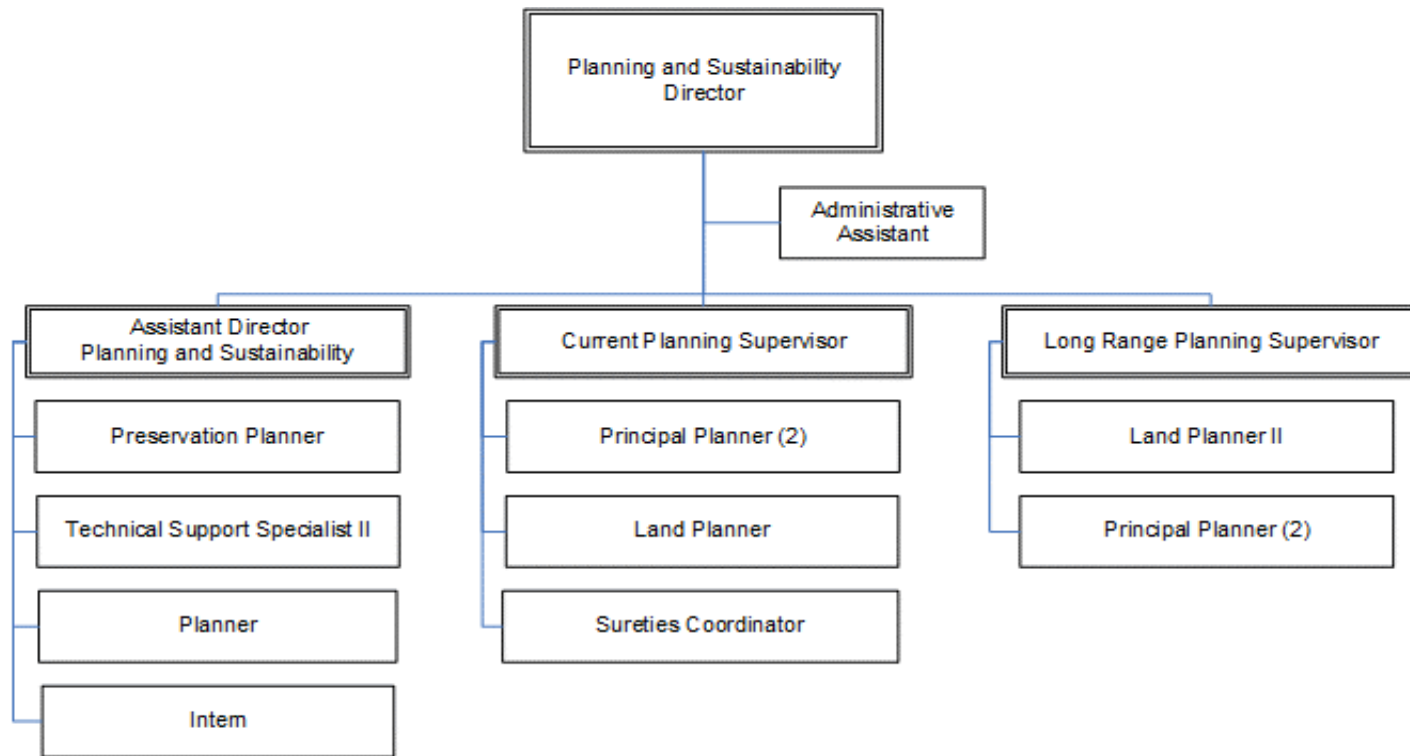 Planning and Sustainability
Director
Administrative
Assistant
Assistant Director
Planning and Sustainability
Preservation Planner
Technical Support Specialist II
Planner
Intern
Current Planning Supervisor
Principal Planner (2)
Land Planner
Sureties Coordinator
Long Range Planning Supervisor
Land Planner II
Principal Planner (2)